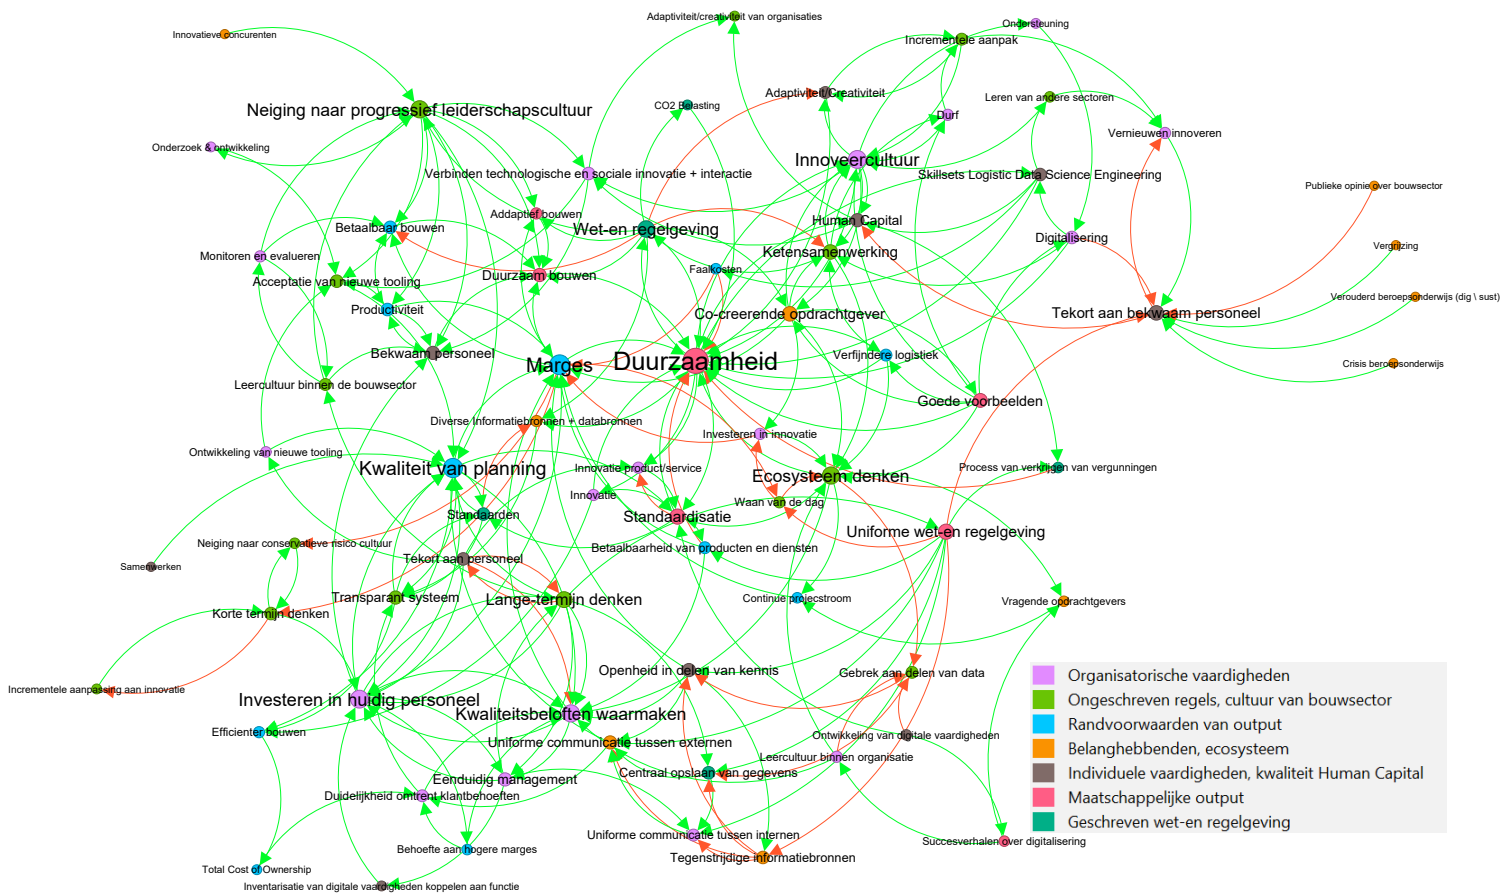 Adaptiviteit/creativiteit van organisaties
Ondersteuning
Innovatieve concurenten
Incrementele aanpak
Adaptiviteit/Creativiteit
Leren van andere sectoren
CO2 Belasting
Neiging naar progressief leiderschapscultuur
Durf
Vernieuwen innoveren
Onderzoek & ontwikkeling
Innoveercultuur
Verbinden technologische en sociale innovatie + interactie
Skillsets Logistic Data Science Engineering
Publieke opinie over bouwsector
Addaptief bouwen
Human Capital
Betaalbaar bouwen
Wet-en regelgeving
Digitalisering
Vergrijzing
Monitoren en evalueren
Ketensamenwerking
Faalkosten
Duurzaam bouwen
Acceptatie van nieuwe tooling
Verouderd beroepsonderwijs (dig \ sust)
Productiviteit
Co-creerende opdrachtgever
Tekort aan bekwaam personeel
Bekwaam personeel
Verfijndere logistiek
Duurzaamheid
Marges
Crisis beroepsonderwijs
Leercultuur binnen de bouwsector
Goede voorbeelden
Diverse Informatiebronnen + databronnen
Investeren in innovatie
Ontwikkeling van nieuwe tooling
Kwaliteit van planning
Innovatie product/service
Process van verkrijgen van vergunningen
Ecosysteem denken
Innovatie
Waan van de dag
Standaarden
Standaardisatie
Uniforme wet-en regelgeving
Neiging naar conservatieve risico cultuur
Betaalbaarheid van producten en diensten
Tekort aan personeel
Samenwerken
Transparant systeem
Lange-termijn denken
Continue projecstroom
Vragende opdrachtgevers
Korte termijn denken
Openheid in delen van kennis
Gebrek aan delen van data
Organisatorische vaardigheden
Incrementele aanpassing aan innovatie
Investeren in huidig personeel
Ongeschreven regels, cultuur van bouwsector
Kwaliteitsbeloften waarmaken
Randvoorwaarden van output
Efficienter bouwen
Ontwikkeling van digitale vaardigheden
Uniforme communicatie tussen externen
Belanghebbenden, ecosysteem
Leercultuur binnen organisatie
Centraal opslaan van gegevens
Individuele vaardigheden, kwaliteit Human Capital
Eenduidig management
Duidelijkheid omtrent klantbehoeften
Maatschappelijke output
Geschreven wet-en regelgeving
Uniforme communicatie tussen internen
Succesverhalen over digitalisering
Behoefte aan hogere marges
Tegenstrijdige informatiebronnen
Total Cost of Ownership
Inventarisatie van digitale vaardigheden koppelen aan functie